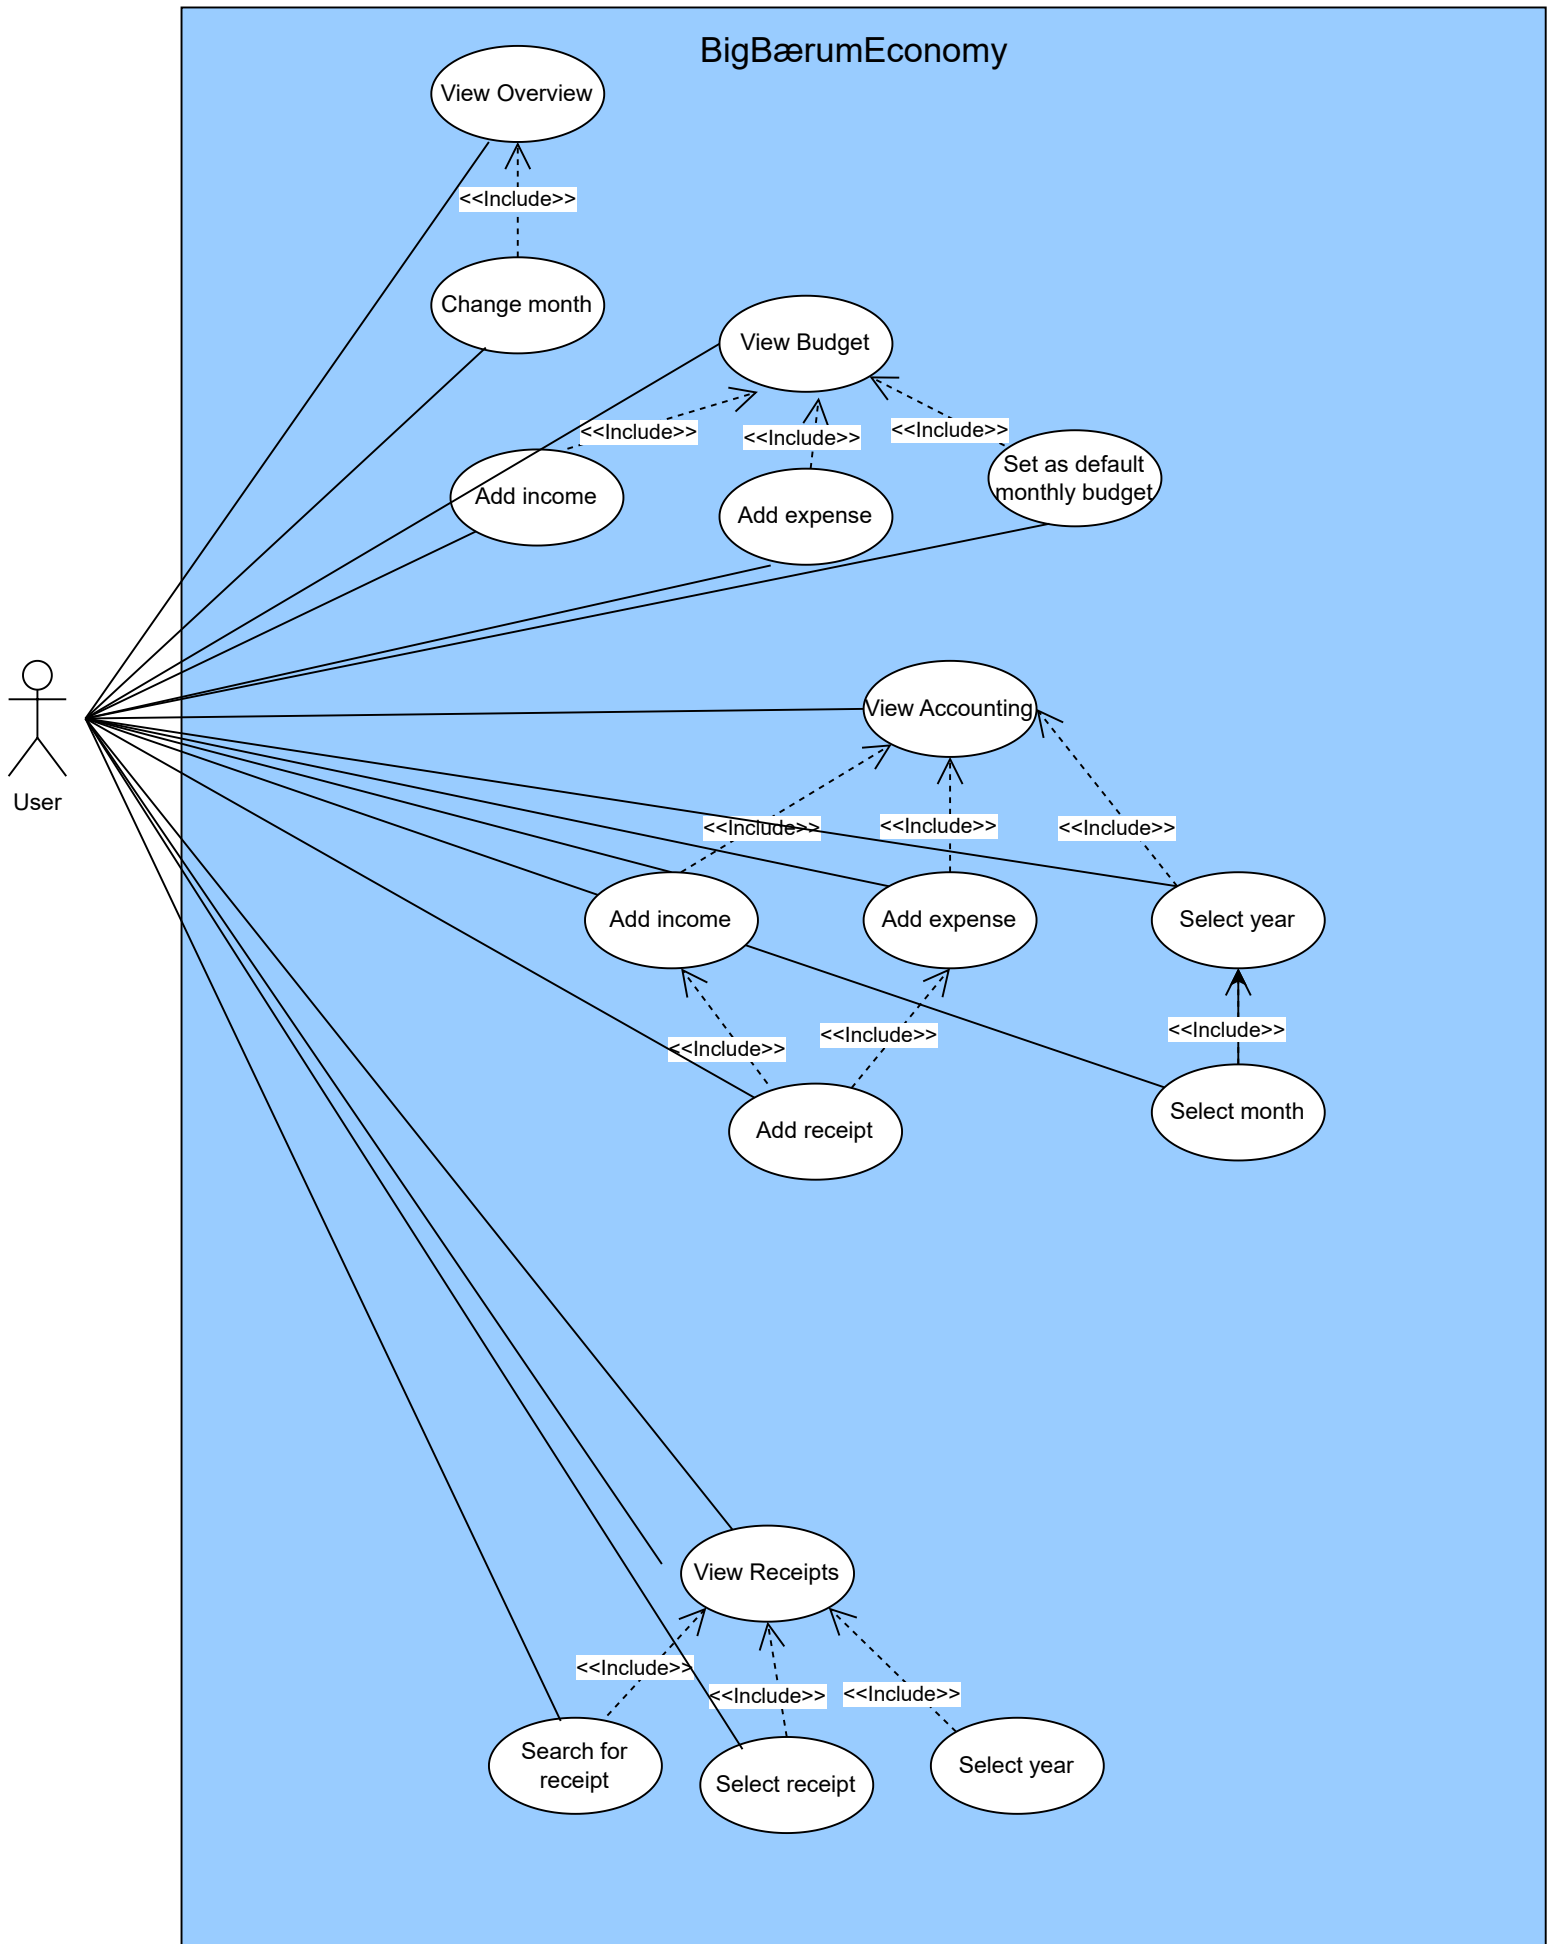 BigBærumEconomy
View Overview
<<Include>>
Change month
View Budget
<<Include>>
<<Include>>
<<Include>>
Add income
Add expense
Set as default
monthly budget
User
View Accounting
<<Include>>
<<Include>>
<<Include>>
Add income
Add expense
Select year
<<Include>>
<<Include>>
<<Include>>
Add receipt
Select month
View Receipts
<<Include>>
<<Include>>
<<Include>>
Search for
receipt
Select receipt
Select year